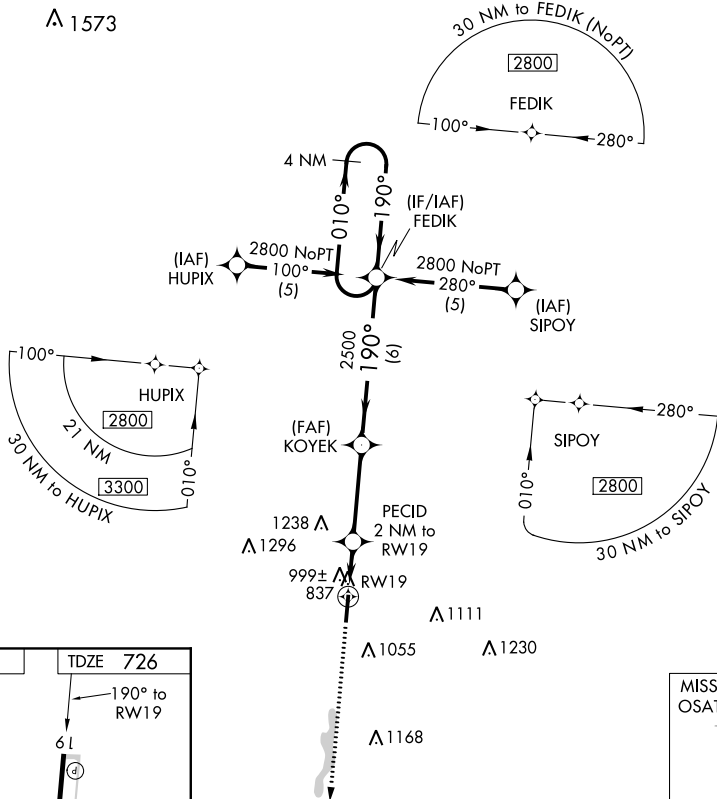 1573
30 NM to FEDIK (NoPT)
2800
FEDIK
100°
280°
4 NM
010°
190°
(IF/IAF)
FEDIK
(IAF)
HUPIX
2800 NoPT
100°
(5)
2800 NoPT
280°
(5)
(IAF)
SIPOY
2500
190°
(6)
100°
HUPIX
2800
21 NM
3300
30 NM to HUPIX
010°
280°
SIPOY
010°
2800
30 NM to SIPOY
(FAF)
KOYEK
1238
1296
PECID
2 NM to
RW19
999±
837
RW19
1111
1055
1230
1168
TDZE 726
190° to
RW19
19
P
MISS
OSAT